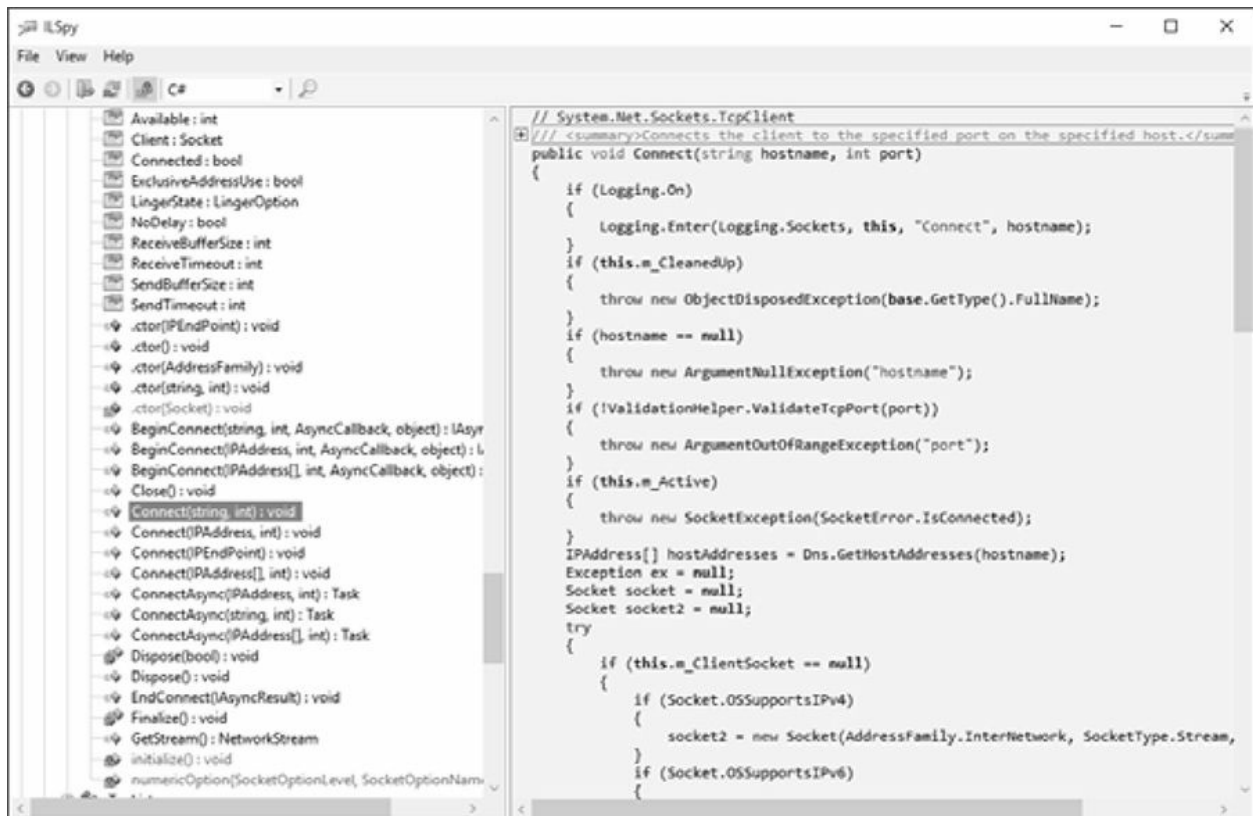 ILSpy
File View Help
C#
Available : int
Client : Socket
Connected : bool
ExclusiveAddressUse : bool
LingerState : LingerOption
NoDelay : bool
ReceiveBufferSize : int
ReceiveTimeout : int
SendBufferSize : int
SendTimeout : int
.ctor(IPEndPoint) : void
.ctor() : void
.ctor(AddressFamily) : void
.ctor(string, int) : void
.ctor(Socket) : void
BeginConnect(string, int, AsyncCallback, object) : IAsyr
BeginConnect(IPAddress, int, AsyncCallback, object) : I
BeginConnect(IPAddress[], int, AsyncCallback, object) :
Close() : void
Connect(string, int) : void
Connect(IPAddress, int) : void
Connect(IPEndPoint) : void
Connect(IPAddress[], int) : void
ConnectAsync(IPAddress, int) : Task
ConnectAsync(string, int) : Task
ConnectAsync(IPAddress[], int) : Task
Dispose(bool) : void
Dispose() : void
EndConnect(IAsyncResult) : void
Finalize() : void
GetStream() : NetworkStream
initialize() : void
numericOption(SocketOptionLevel, SocketOptionName
// System.Net.Sockets.TcpClient
/// <summary>Connects the client to the specified port on the specified host.</summ
public void Connect(string hostname, int port)
{
if (Logging.On)
{
Logging.Enter(Logging.Sockets, this, "Connect", hostname);
}
if (this.m_CleanedUp)
{
throw new ObjectDisposedException(base.GetType().FullName);
}
if (hostname == null)
{
throw new ArgumentNullException("hostname");
}
if (!ValidationHelper.ValidateTcpPort(port))
{
throw new ArgumentOutOfRangeException("port");
}
if (this.m_Active)
{
throw new SocketException(SocketError.IsConnected);
}
IPAddress[] hostAddresses = Dns.GetHostAddresses(hostname);
Exception ex = null;
Socket socket = null;
Socket socket2 = null;
try
{
if (this.m_ClientSocket == null)
{
if (Socket.OSSupportsIPv4)
{
socket2 = new Socket(AddressFamily.InterNetwork, SocketType.Stream,
}
if (Socket.OSSupportsIPv6)
{